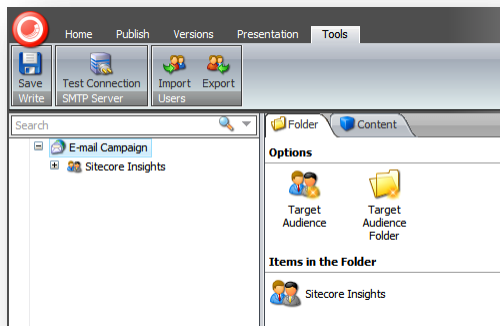 Home Publish Versions Presentation Tools
Save Test Connection Import Export
Write SMTP Server Users
Search
Folder Content
E-mail Campaign
Sitecore Insights
Options
Target Audience
Target Audience Folder
Items in the Folder
Sitecore Insights